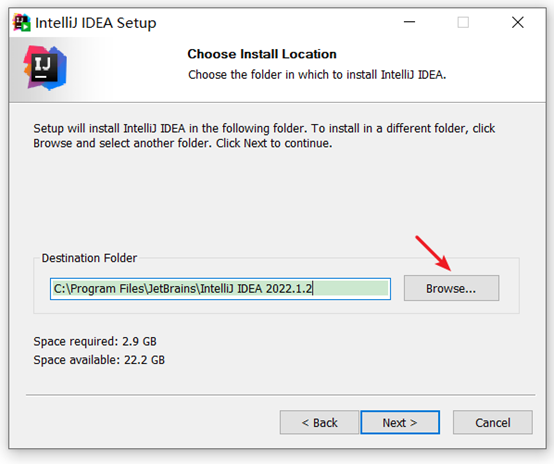 IntelliJ IDEA Setup
IJ
Choose Install Location
Choose the folder in which to install IntelliJ IDEA.
Setup will install IntelliJ IDEA in the following folder. To install in a different folder, click
Browse and select another folder. Click Next to continue.
Destination Folder
C:\Program Files\JetBrains\IntelliJ IDEA 2022.1.2
Browse...
Space required: 2.9 GB
Space available: 22.2 GB
< Back
Next >
Cancel